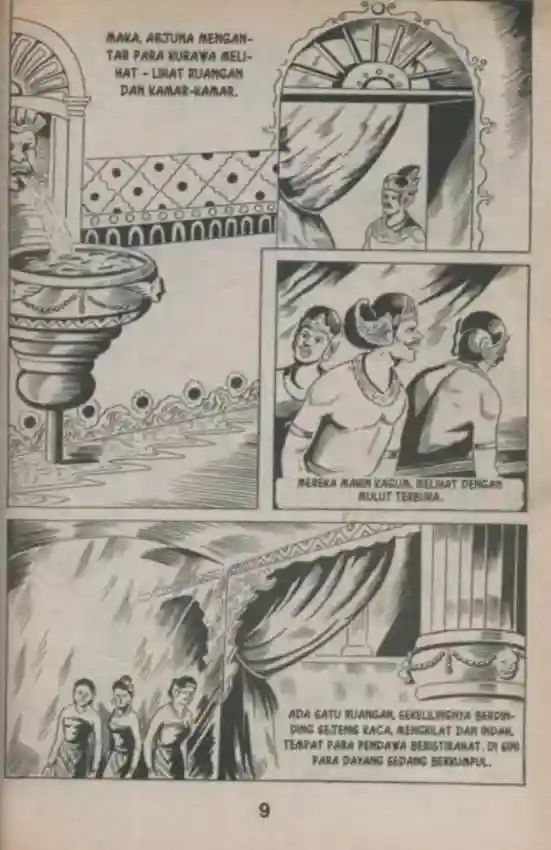 MAKA, ARJUNA MENGAN-
TAR PARA KURAWA MELI-
HAT - LIHAT RUANGAN
DAN KAMAR-KAMAR.
MEREKA MAKIN KAGUM, MELIHAT DENGAN
MULUT TERBUKA.
ADA SATU RUANGAN, SEKELILINGNYA BERDIN-
DING SEJENIS KACA, MENGKILAT DAN INDAH,
TEMPAT PARA PENDAWA BERISTIRAHAT. DI SINI
PARA DAYANG SEDANG BERKUMPUL.
9